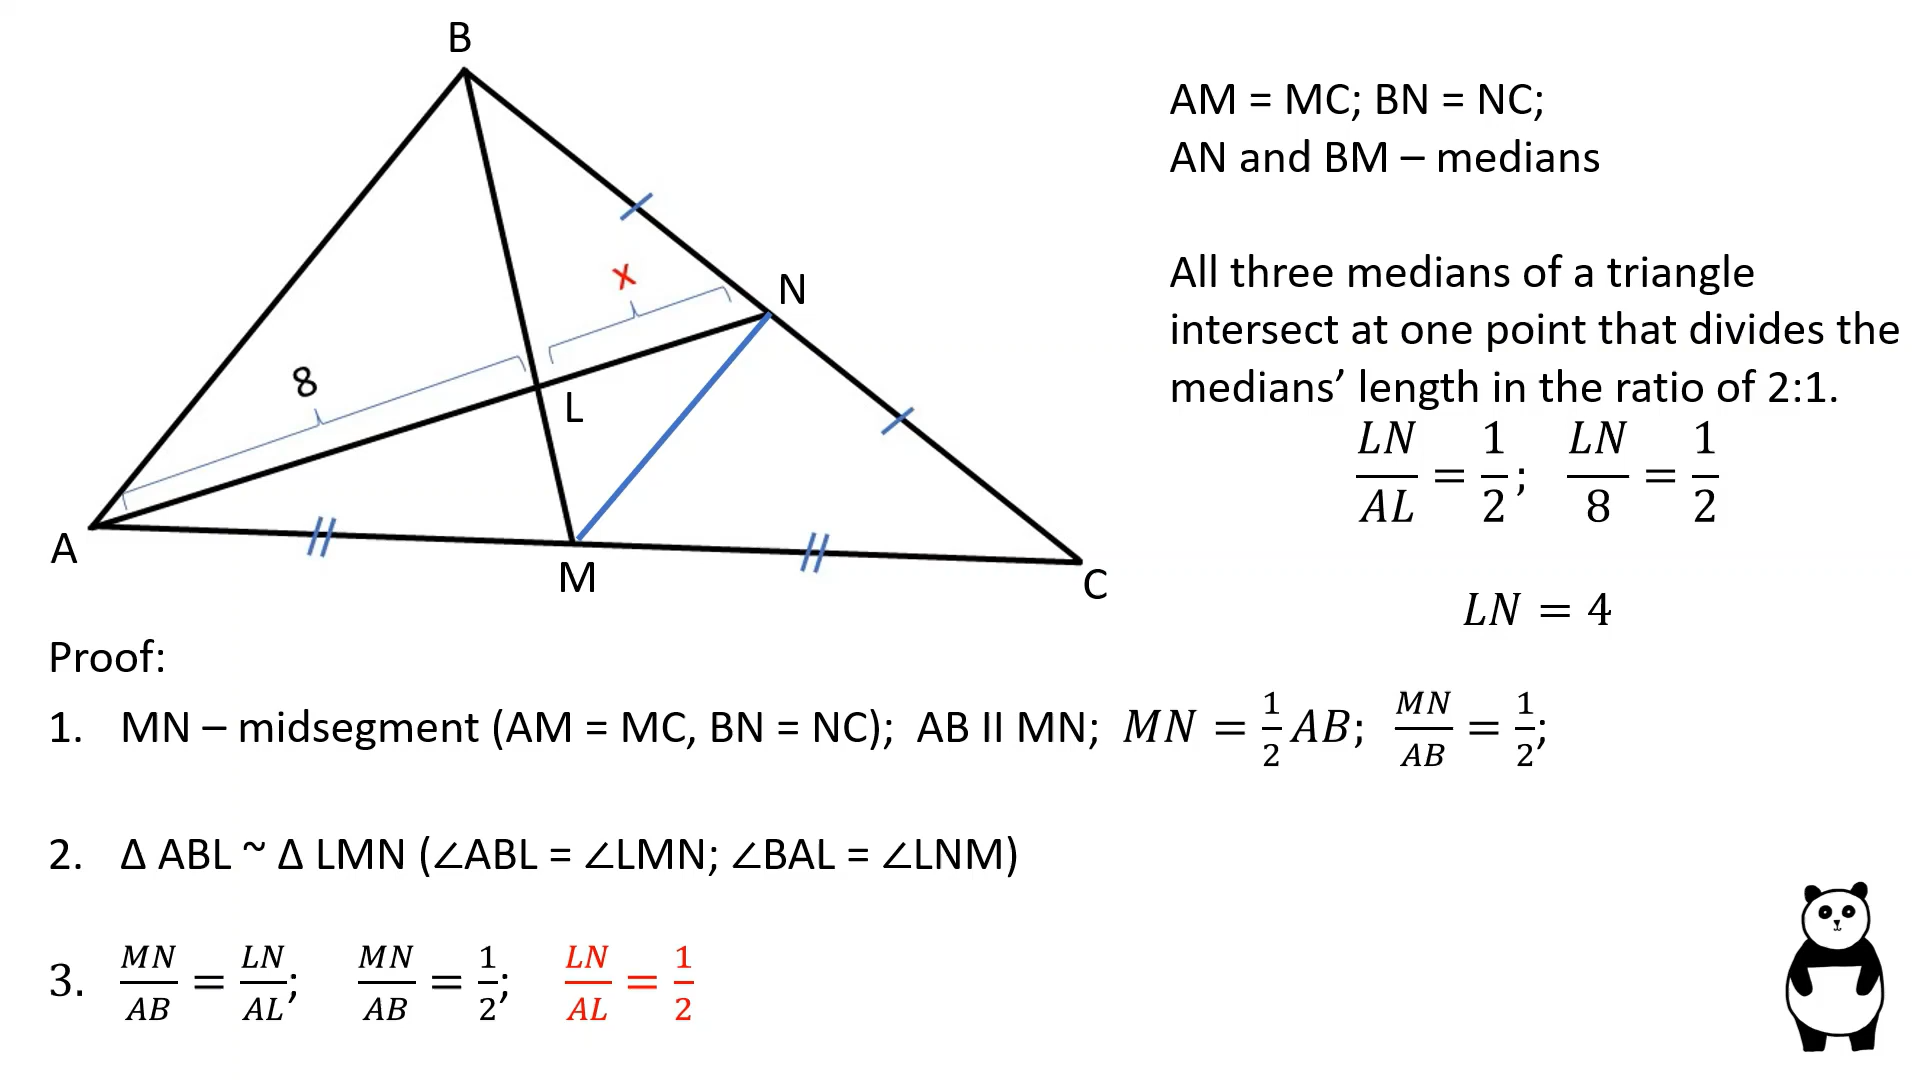 B
AM = MC; BN = NC;
AN and BM – medians
x
N
All three medians of a triangle
intersect at one point that divides the
medians’ length in the ratio of 2:1.
8
L
LN/AL = 1/2; LN/8 = 1/2
A
M
C
LN = 4
Proof:
1. MN – midsegment (AM = MC, BN = NC); AB II MN; MN = 1/2 AB; MN/AB = 1/2;
2. Δ ABL ~ Δ LMN (∠ABL = ∠LMN; ∠BAL = ∠LNM)
3. MN/AB = LN/AL; MN/AB = 1/2; LN/AL = 1/2